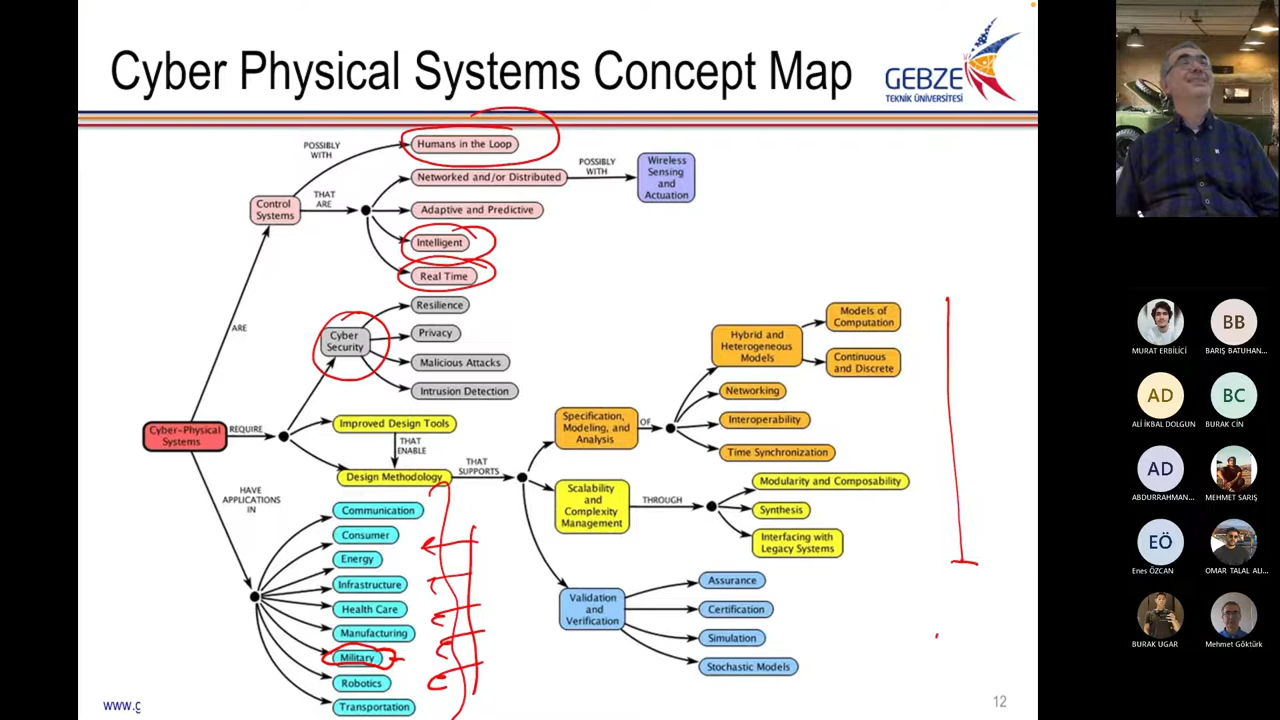 Cyber Physical Systems Concept Map
GEBZE
TEKNİK ÜNİVERSİTESİ
POSSIBLY
WITH
Humans in the Loop
Control
Systems
THAT
ARE
Networked and/or Distributed
POSSIBLY
WITH
Wireless
Sensing
and
Actuation
Adaptive and Predictive
Intelligent
Real Time
ARE
Cyber
Security
Resilience
Privacy
Malicious Attacks
Intrusion Detection
Cyber-Physical
Systems
REQUIRE
Improved Design Tools
THAT
ENABLE
Design Methodology
THAT
SUPPORTS
Specification,
Modeling, and
Analysis
OF
Hybrid and
Heterogeneous
Models
Models of
Computation
Continuous
and Discrete
Networking
Interoperability
Time Synchronization
Scalability
and
Complexity
Management
THROUGH
Modularity and Composability
Synthesis
Interfacing with
Legacy Systems
Validation
and
Verification
Assurance
Certification
Simulation
Stochastic Models
HAVE
APPLICATIONS
IN
Communication
Consumer
Energy
Infrastructure
Health Care
Manufacturing
Military
Robotics
Transportation
www.g
12
MURAT ERBİLİCİ
BB
BARIŞ BATUHAN...
AD
ALİ İKBAL DOLGUN
BC
BURAK CİN
AD
ABDURRAHMAN...
MEHMET SARIŞ
EÖ
Enes ÖZCAN
OMAR TALAL ALI...
BURAK UGAR
Mehmet Göktürk